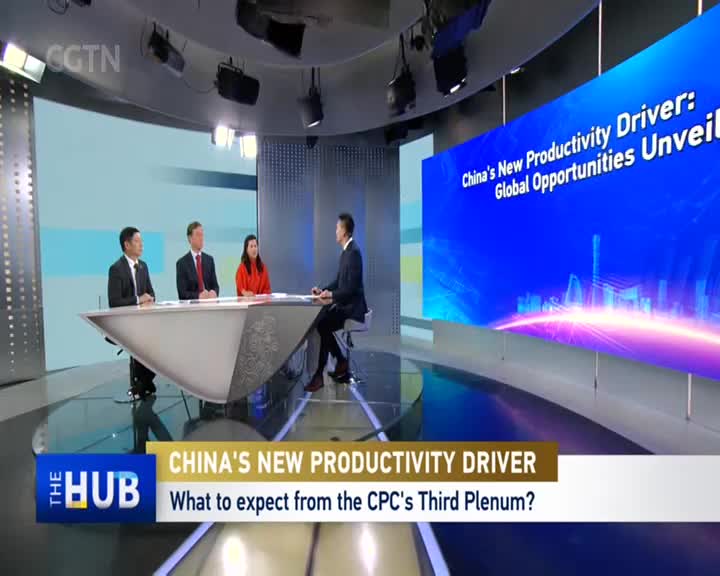 CGTN
China's New Productivity Driver:
Global Opportunities Unveil
THE HUB
CHINA'S NEW PRODUCTIVITY DRIVER
What to expect from the CPC's Third Plenum?